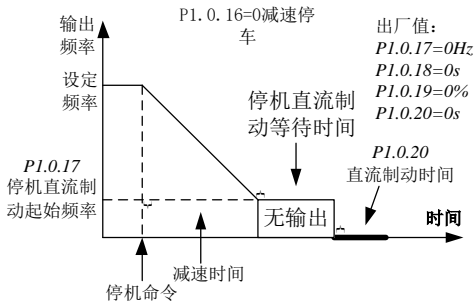 输出
频率
P1.0.16=0减速停
车
出厂值:
P1.0.17=0Hz
P1.0.18=0s
P1.0.19=0%
P1.0.20=0s
设定
频率
停机直流制
动等待时间
P1.0.17
停机直流制
动起始频率
P1.0.20
直流制动时间
无输出
时间
减速时间
停机命令